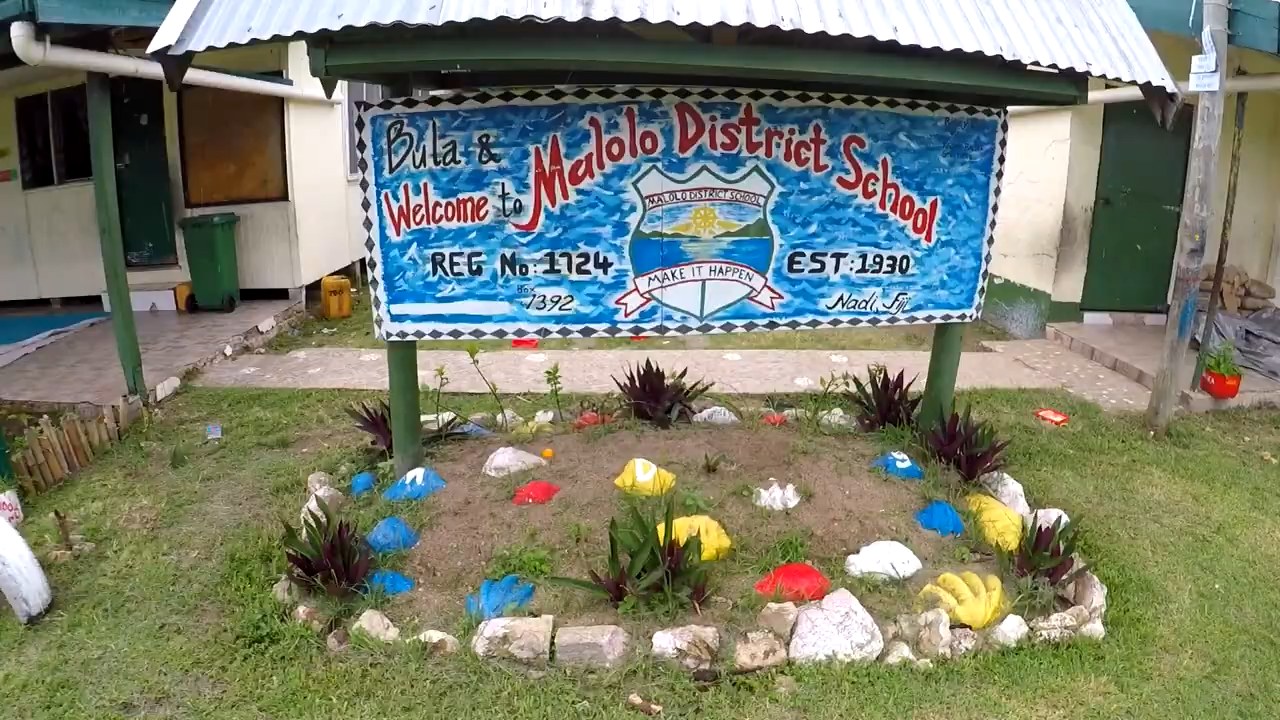 Bula &
Welcome to
Malolo District School
MALOLO DISTRICT SCHOOL
MAKE IT HAPPEN
REG No: 1724
EST: 1930
Box
1392
Nadi, Fiji